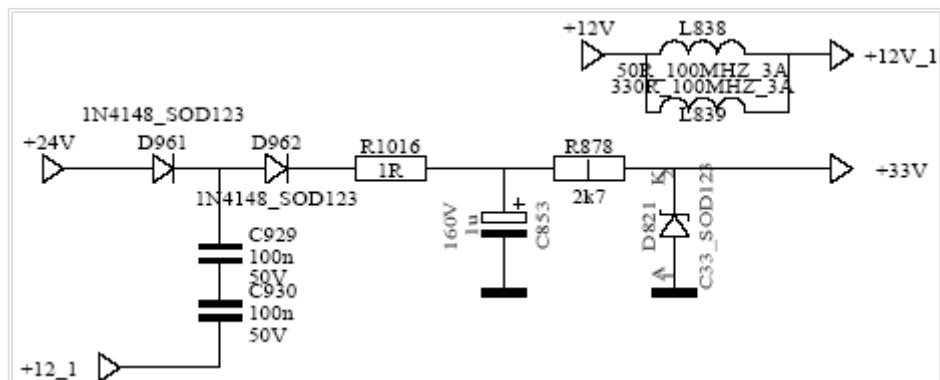 +12V
L838
+12V_1
50R_100MHZ_3A
330R_100MHZ_3A
L839
1N4148_SOD123
+24V
D961
D962
R1016
1R
R878
2k7
+33V
1N4148_SOD123
160V
1u
+
C853
D821
K
A
C33_SOD123
C929
100n
50V
C930
100n
50V
+12_1